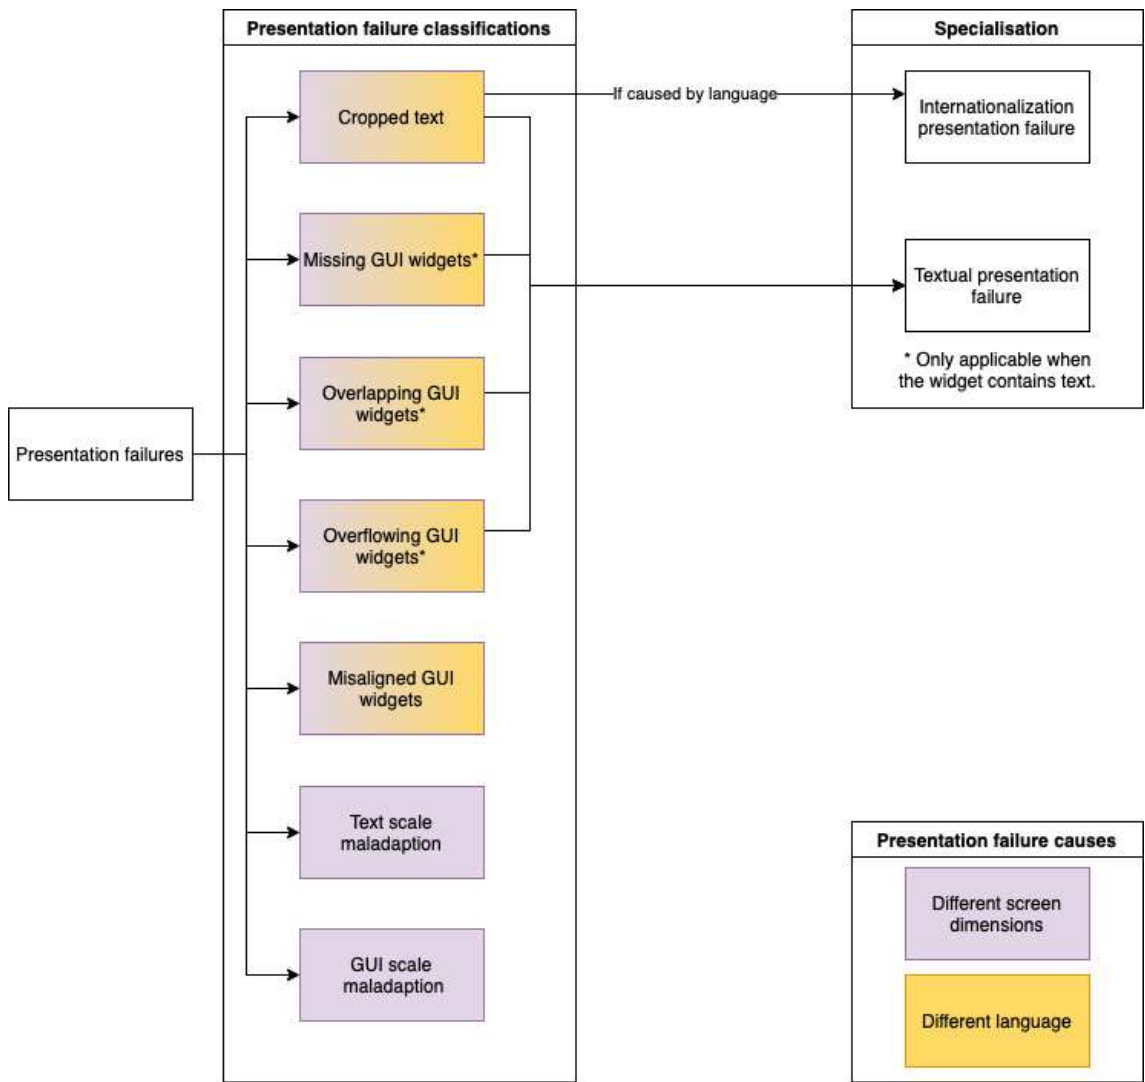 Presentation failure classifications
Specialisation
Cropped text
If caused by language
Internationalization
presentation failure
Missing GUI widgets*
Textual presentation
failure
* Only applicable when
the widget contains text.
Overlapping GUI
widgets*
Presentation failures
Overflowing GUI
widgets*
Misaligned GUI
widgets
Text scale
maladaption
GUI scale
maladaption
Presentation failure causes
Different screen
dimensions
Different language